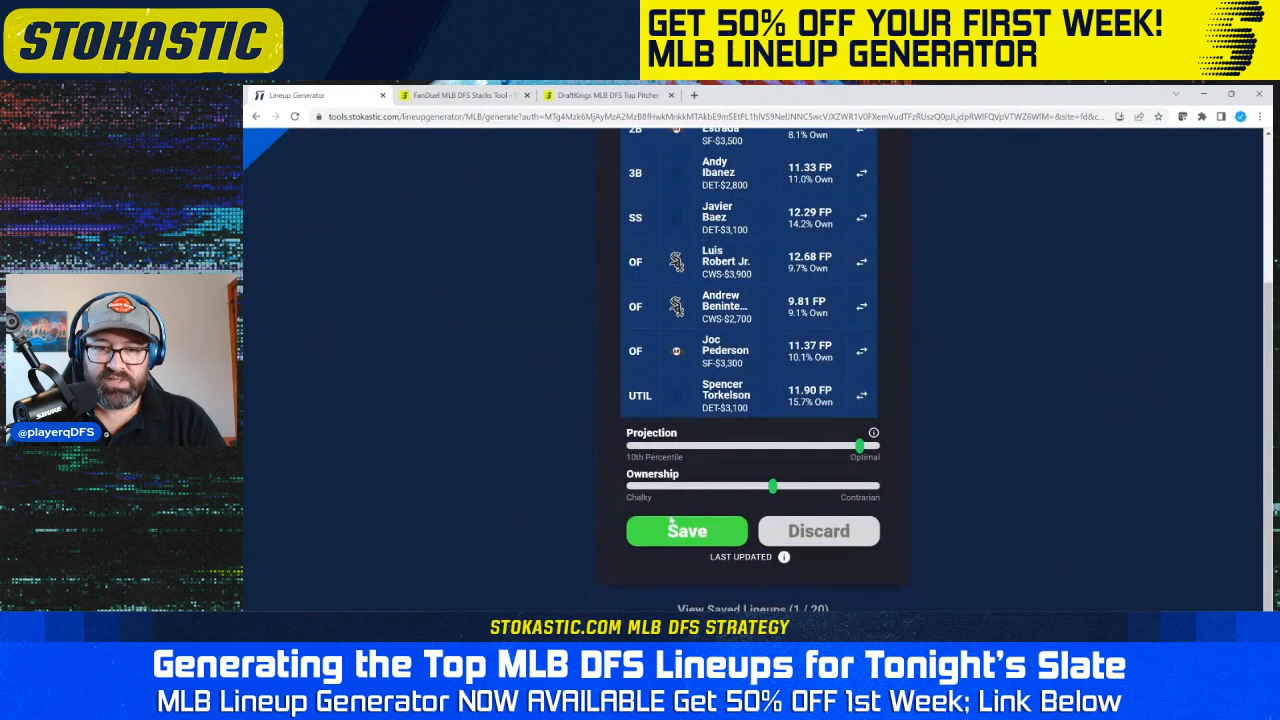 STOKASTIC
GET 50% OFF YOUR FIRST WEEK!
MLB LINEUP GENERATOR
Lineup Generator
FanDuel MLB DFS Stacks Tool -
DraftKings MLB DFS Top Pitcher
2B
Estrada
SF-$3,500
8.1% Own
3B
Andy
Ibanez
DET-$2,800
11.33 FP
11.0% Own
SS
Javier
Baez
DET-$3,100
12.29 FP
14.2% Own
OF
Luis
Robert Jr.
CWS-$3,900
12.68 FP
9.7% Own
OF
Andrew
Beninte...
CWS-$2,700
9.81 FP
9.1% Own
OF
Joc
Pederson
SF-$3,300
11.37 FP
10.1% Own
UTIL
Spencer
Torkelson
DET-$3,100
11.90 FP
15.7% Own
Projection
10th Percentile
Optimal
Ownership
Chalky
Contrarian
Save
Discard
LAST UPDATED
View Saved Lineups (1 / 20)
SHURE
@playerqDFS
STOKASTIC.COM MLB DFS STRATEGY
Generating the Top MLB DFS Lineups for Tonight's Slate
MLB Lineup Generator NOW AVAILABLE Get 50% OFF 1st Week; Link Below